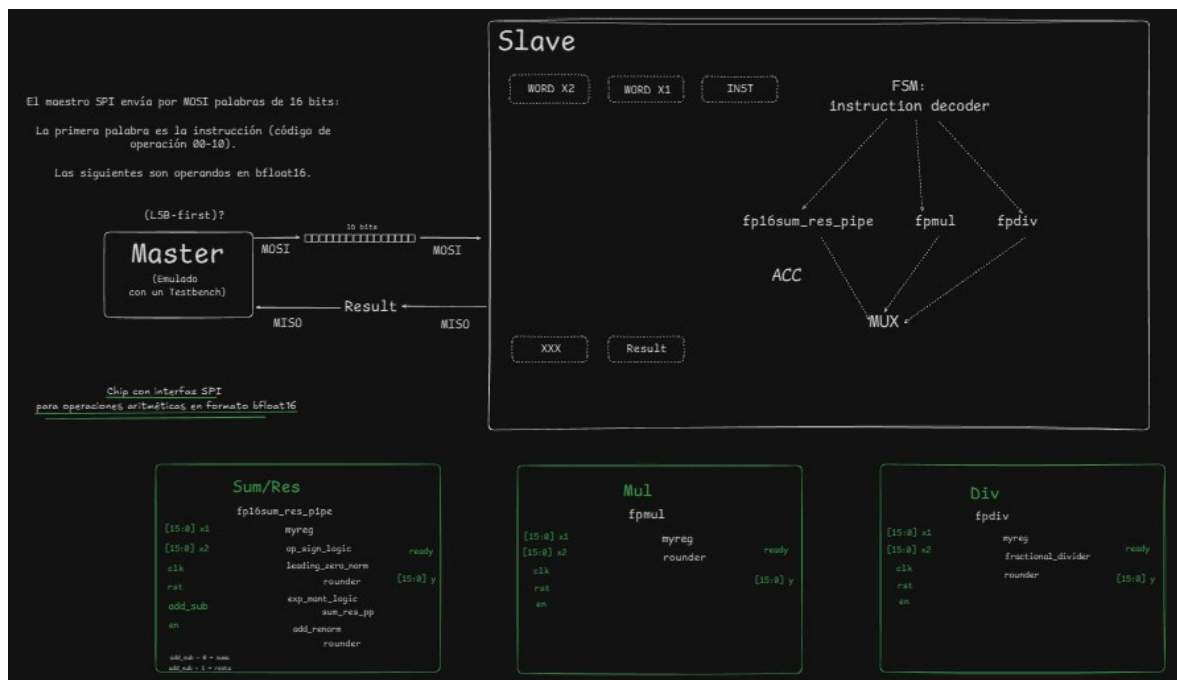 Slave
WORD X2
WORD X1
INST
FSM:
instruction decoder
El maestro SPI envía por MOSI palabras de 16 bits:
La primera palabra es la instrucción (código de
operación 00-10).
Las siguientes son operandos en bfloat16.
(LSB-first)?
Master
(Emulado
con un Testbench)
MOSI
16 bits
MOSI
MISO
Result
MISO
fp16sum_res_pipe
fpmul
fpdiv
ACC
MUX
XXX
Result
Chip con interfaz SPI
para operaciones aritméticas en formato bfloat16
Sum/Res
fp16sum_res_pipe
[15:0] x1
[15:0] x2
clk
rst
add_sub
en
myreg
op_sign_logic
leading_zero_norm
rounder
exp_mant_logic
sum_res_pp
add_renorm
rounder
ready
[15:0] y
add_sub - 0 = suma
add_sub - 1 = resta
Mul
fpmul
[15:0] x1
[15:0] x2
clk
rst
en
myreg
rounder
ready
[15:0] y
Div
fpdiv
[15:0] x1
[15:0] x2
clk
rst
en
myreg
fractional_divider
rounder
ready
[15:0] y